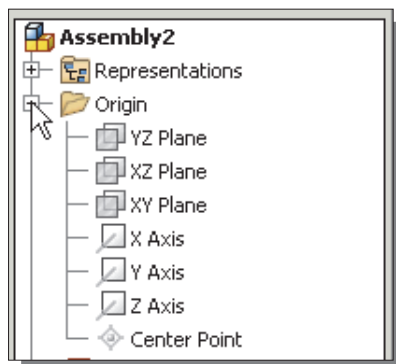 Assembly2
Representations
Origin
YZ Plane
XZ Plane
XY Plane
X Axis
Y Axis
Z Axis
Center Point